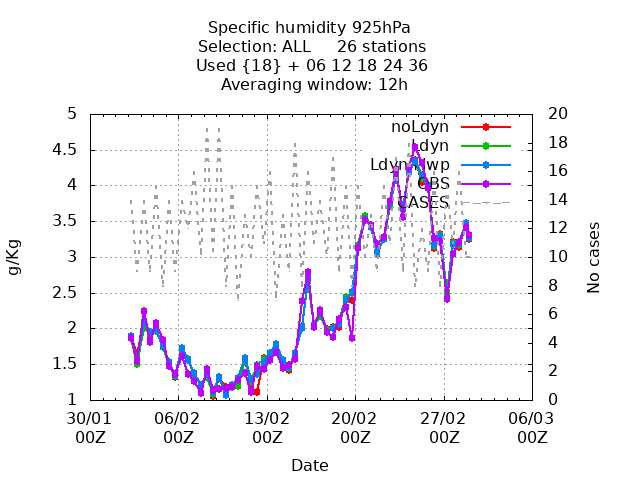 Specific humidity 925hPa
Selection: ALL 26 stations
Used {18} + 06 12 18 24 36
Averaging window: 12h
5
4.5
4
3.5
3
2.5
2
1.5
1
20
18
16
14
12
10
8
6
4
2
0
noLdyn
Ldyn
LdynNwp
OBS
CASES
g/Kg
No cases
30/01 06/02 13/02 20/02 27/02 06/03
00Z 00Z 00Z 00Z 00Z 00Z
Date